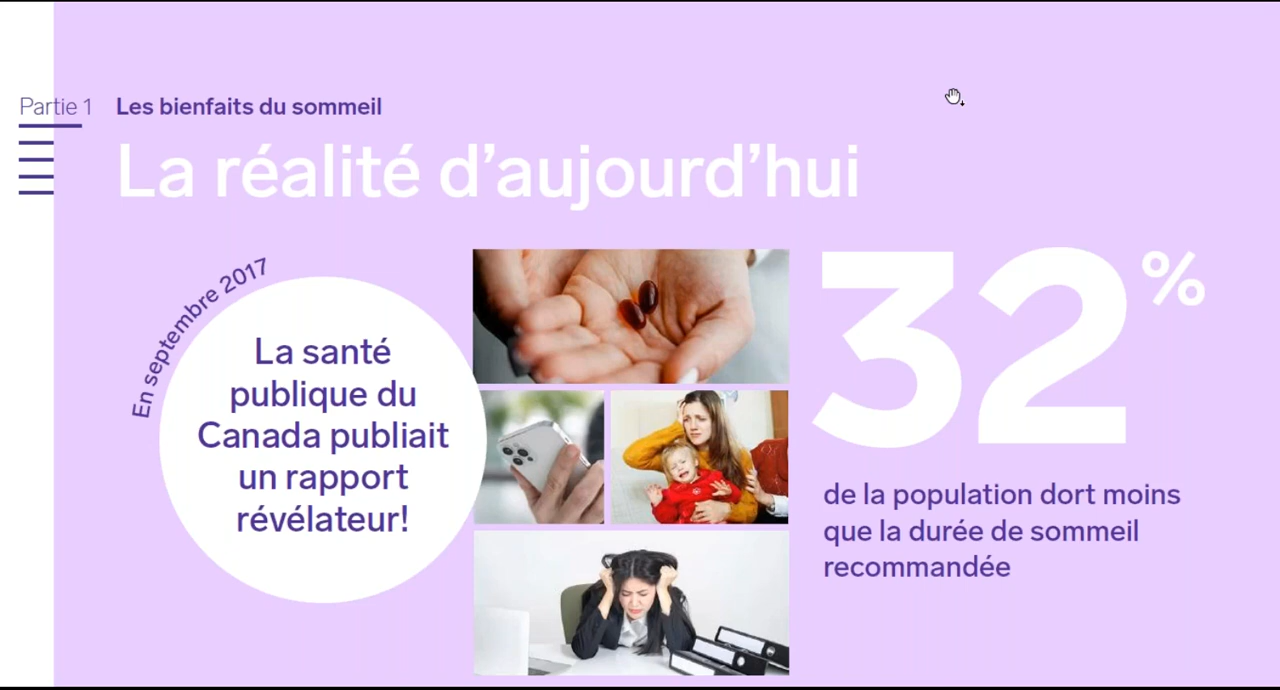 Partie 1 Les bienfaits du sommeil
La réalité d’aujourd’hui
En septembre 2017
La santé
publique du
Canada publiait
un rapport
révélateur!
32%
de la population dort moins
que la durée de sommeil
recommandée